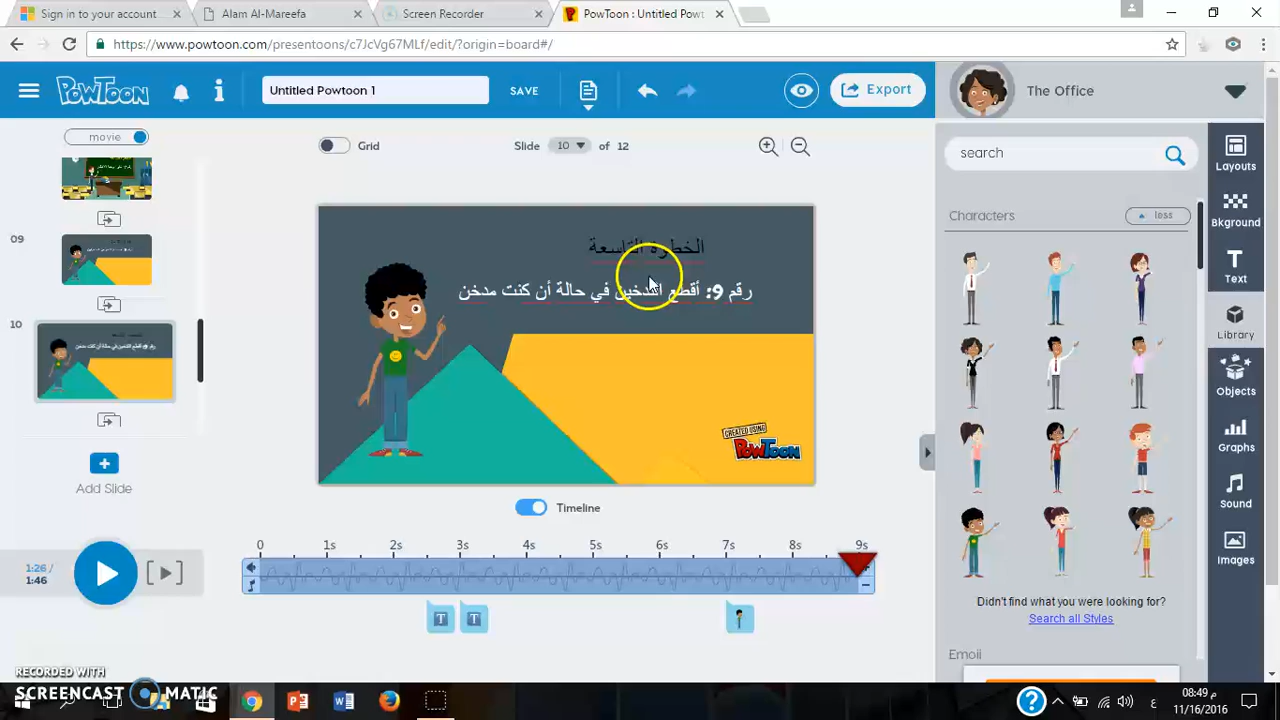 Sign in to your account
Alam Al-Mareefa
Screen Recorder
PowToon : Untitled Powt
https://www.powtoon.com/presentoons/c7JcVg67MLf/edit/?origin=board#/
POWTOON
Untitled Powtoon 1
SAVE
Export
The Office
movie
Grid
Slide 10 of 12
search
Layouts
Characters
less
Bkground
09
الخطوة التاسعة
Text
رقم 9: أقطع التدخين في حالة أن كنت مدخن
10
Library
Objects
CREATED USING
POWTOON
Graphs
Add Slide
Timeline
Sound
0 1s 2s 3s 4s 5s 6s 7s 8s 9s
Images
1:26 /
1:46
Didn't find what you were looking for?
Search all Styles
T T
Emoji
RECORDED WITH
SCREENCAST MATIC
08:49 م
11/16/2016
ع